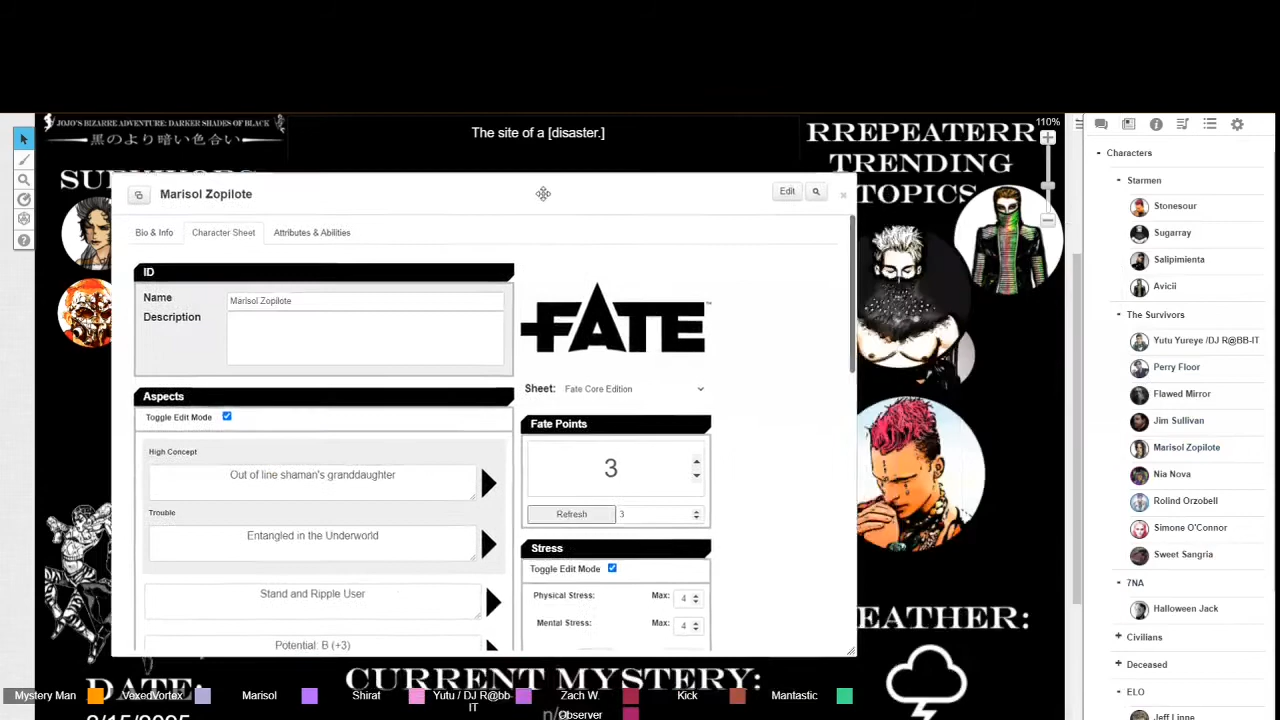 JOJO'S BIZARRE ADVENTURE: DARKER SHADES OF BLACK
黒のより暗い色合い
The site of a [disaster.]
RREPEATERR
TRENDING
TOPICS
110%
Marisol Zopilote
Edit
Bio & Info
Character Sheet
Attributes & Abilities
ID
Name
Marisol Zopilote
Description
FATE
™
Sheet:
Fate Core Edition
Aspects
Toggle Edit Mode
High Concept
Out of line shaman's granddaughter
Trouble
Entangled in the Underworld
Stand and Ripple User
Potential: B (+3)
Fate Points
3
Refresh
3
Stress
Toggle Edit Mode
Physical Stress:
Max:
4
Mental Stress:
Max:
4
Characters
Starmen
Stonesour
Sugarray
Salipimienta
Avicii
The Survivors
Yutu Yureye /DJ R@BB-IT
Perry Floor
Flawed Mirror
Jim Sullivan
Marisol Zopilote
Nia Nova
Rolind Orzobell
Simone O'Connor
Sweet Sangria
7NA
Halloween Jack
Civilians
Deceased
ELO
Jeff Linne
EATHER:
CURRENT MYSTERY:
DATE:
Mystery Man
VexedVortex
Marisol
Shirat
Yutu / DJ R@bb-IT
Zach W.
Kick
Mantastic
Observer